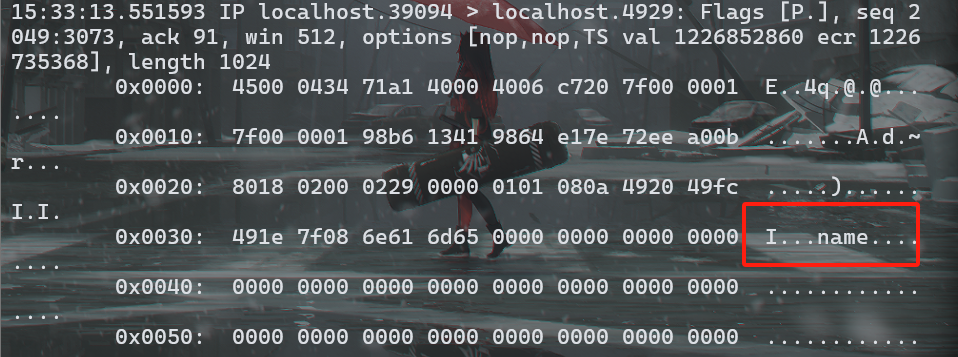 15:33:13.551593 IP localhost.39094 > localhost.4929: Flags [P.], seq 2
049:3073, ack 91, win 512, options [nop,nop,TS val 1226852860 ecr 1226
735368], length 1024
0x0000:  4500 0434 71a1 4000 4006 c720 7f00 0001  E..4q.@.@...
....
0x0010:  7f00 0001 98b6 1341 9864 e17e 72ee a00b  .......A.d.~
r...
0x0020:  8018 0200 0229 0000 0101 080a 4920 49fc  .....)......
I.I.
0x0030:  491e 7f08 6e61 6d65 0000 0000 0000 0000  I...name....
....
0x0040:  0000 0000 0000 0000 0000 0000 0000 0000  ............
....
0x0050:  0000 0000 0000 0000 0000 0000 0000 0000  ............